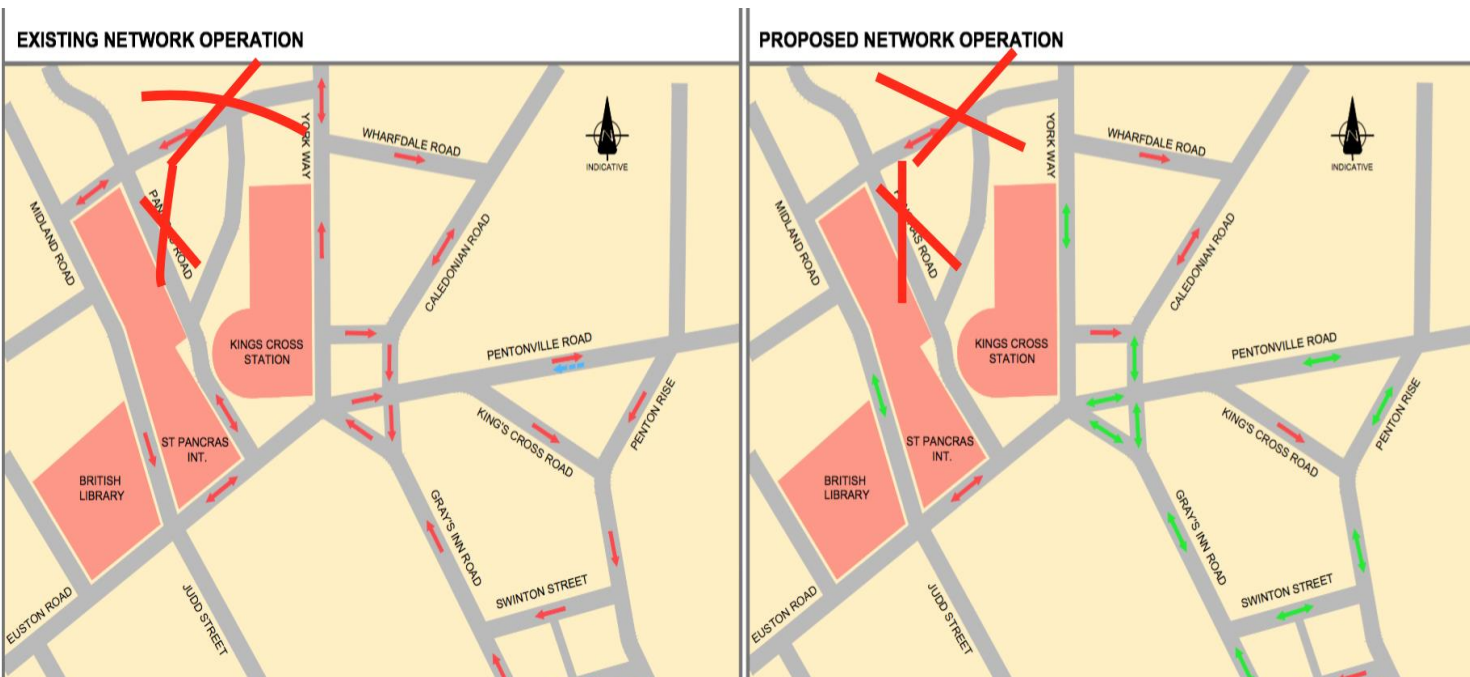 EXISTING NETWORK OPERATION
YORK WAY
WHARFDALE ROAD
N
INDICATIVE
MIDLAND ROAD
ROAD
CALEDONIAN ROAD
KINGS CROSS
STATION
PENTONVILLE ROAD
PENTON RISE
KING'S CROSS ROAD
ST PANCRAS
INT.
BRITISH
LIBRARY
GRAY'S INN ROAD
SWINTON STREET
EUSTON ROAD
JUDD STREET
PROPOSED NETWORK OPERATION
YORK WAY
WHARFDALE ROAD
N
INDICATIVE
MIDLAND ROAD
ROAD
CALEDONIAN ROAD
KINGS CROSS
STATION
PENTONVILLE ROAD
PENTON RISE
KING'S CROSS ROAD
ST PANCRAS
INT.
BRITISH
LIBRARY
GRAY'S INN ROAD
SWINTON STREET
EUSTON ROAD
JUDD STREET